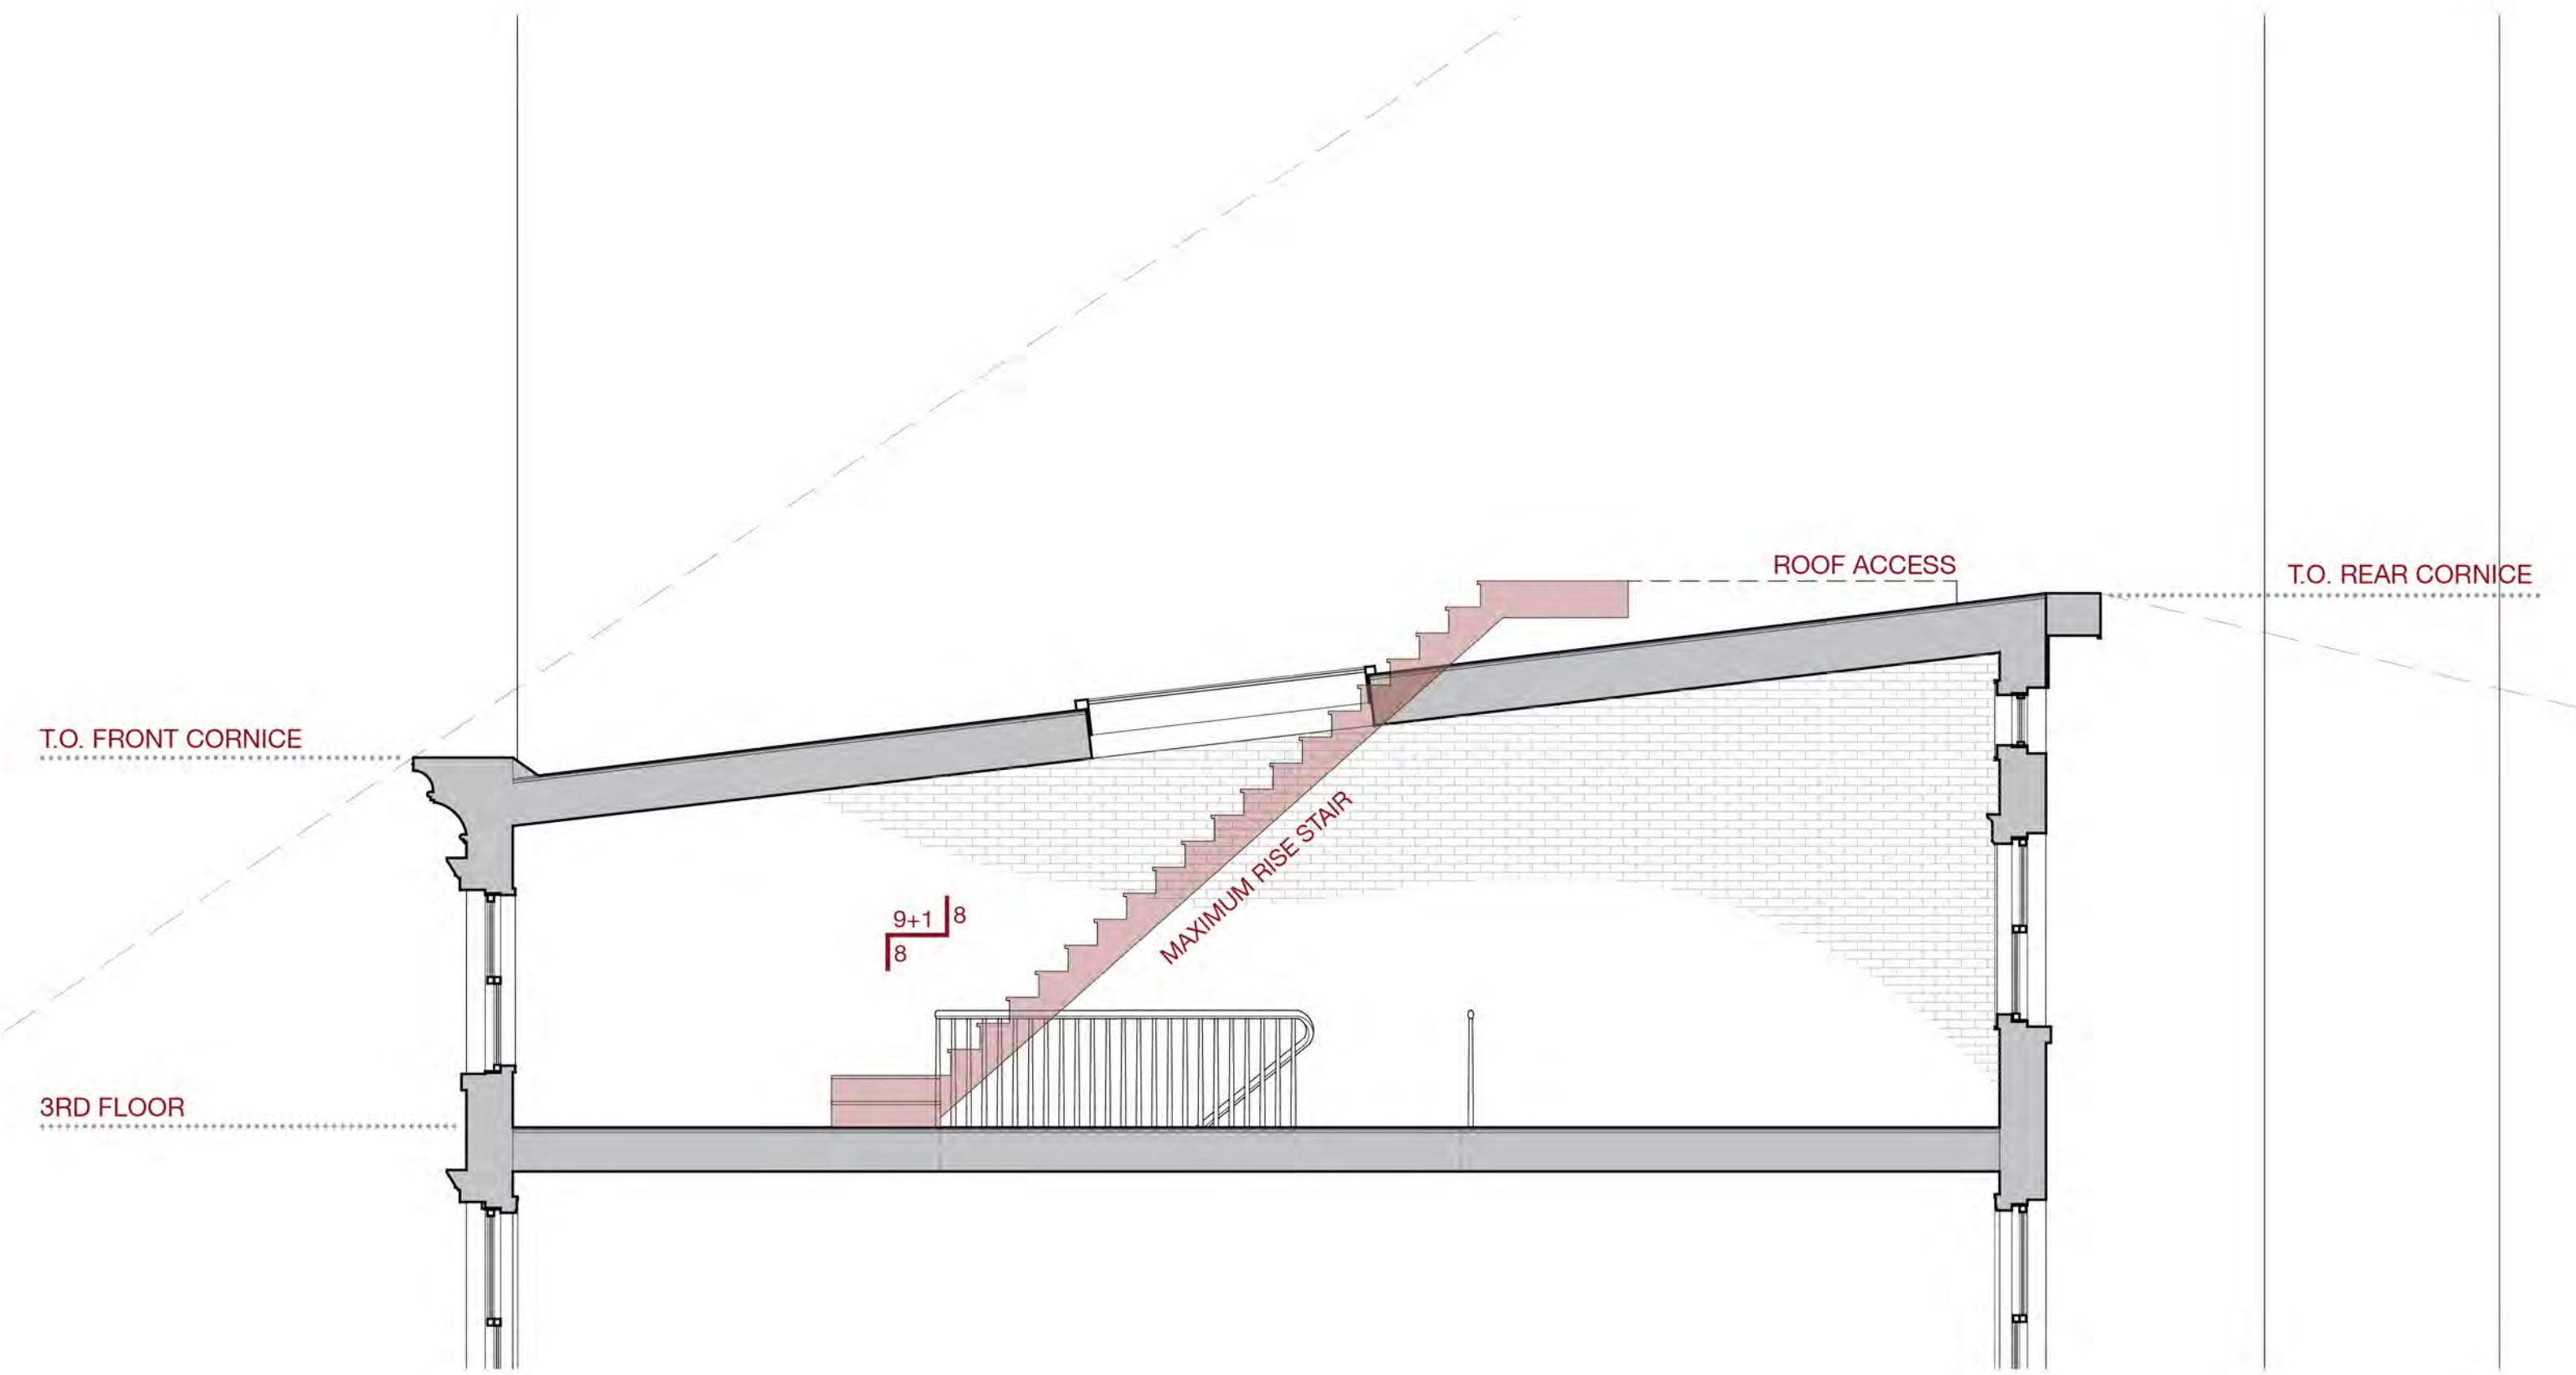 ROOF ACCESS
T.O. REAR CORNICE
T.O. FRONT CORNICE
MAXIMUM RISE STAIR
9+1 8
8
3RD FLOOR